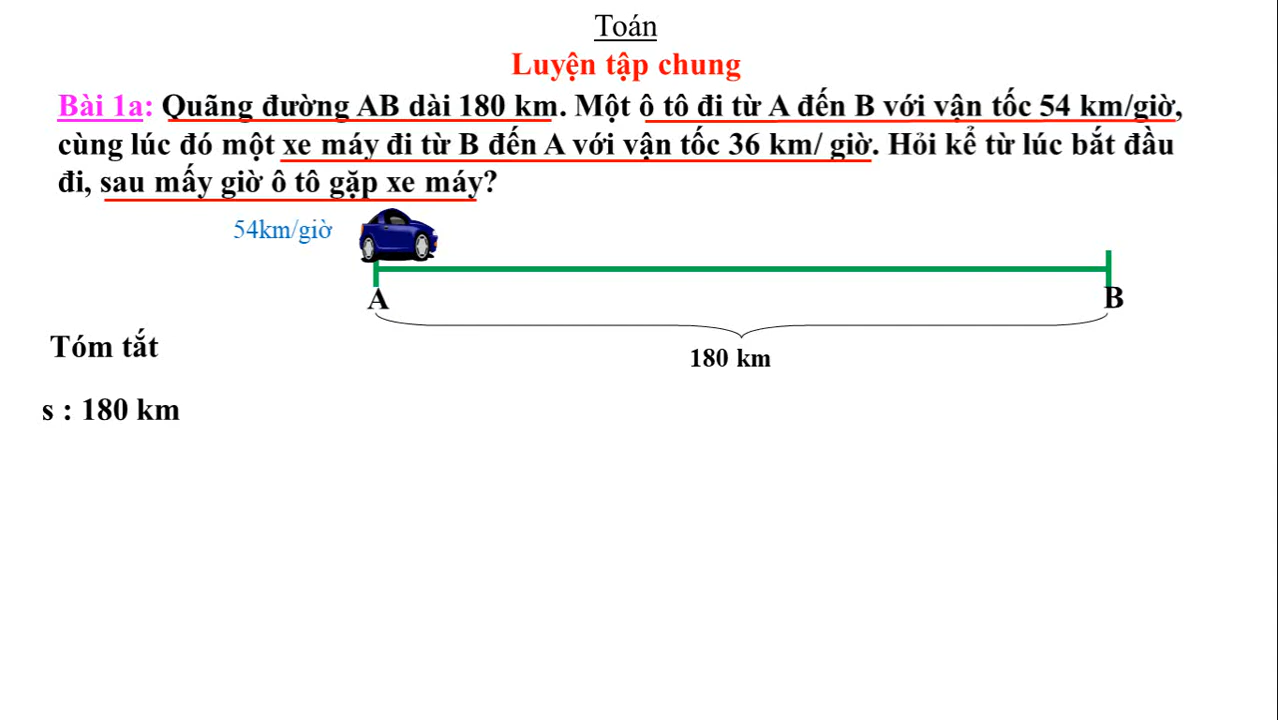 Toán
Luyện tập chung
Bài 1a: Quãng đường AB dài 180 km. Một ô tô đi từ A đến B với vận tốc 54 km/giờ,
cùng lúc đó một xe máy đi từ B đến A với vận tốc 36 km/ giờ. Hỏi kể từ lúc bắt đầu
đi, sau mấy giờ ô tô gặp xe máy?
54km/giờ
A
B
Tóm tắt
180 km
s : 180 km